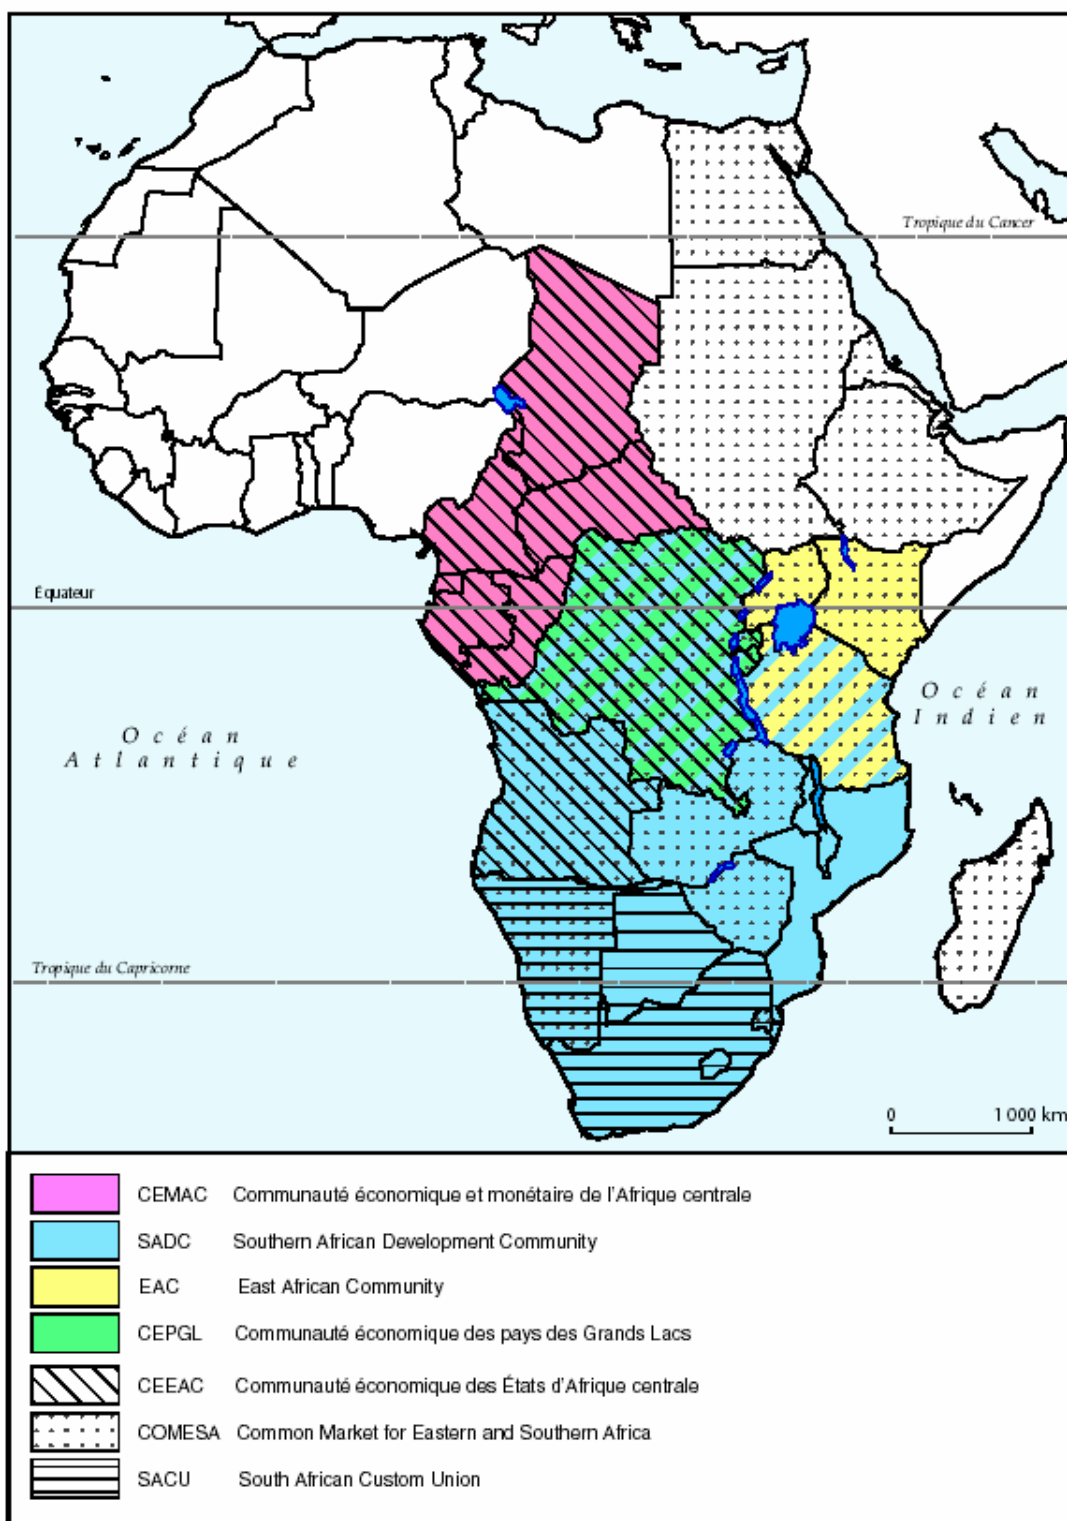 Tropique du Cancer
Équateur
Océan
Atlantique
Océan
Indien
Tropique du Capricorne
0 1 000 km
CEMAC Communauté économique et monétaire de l'Afrique centrale
SADC Southern African Development Community
EAC East African Community
CEPGL Communauté économique des pays des Grands Lacs
CEEAC Communauté économique des États d'Afrique centrale
COMESA Common Market for Eastern and Southern Africa
SACU South African Custom Union